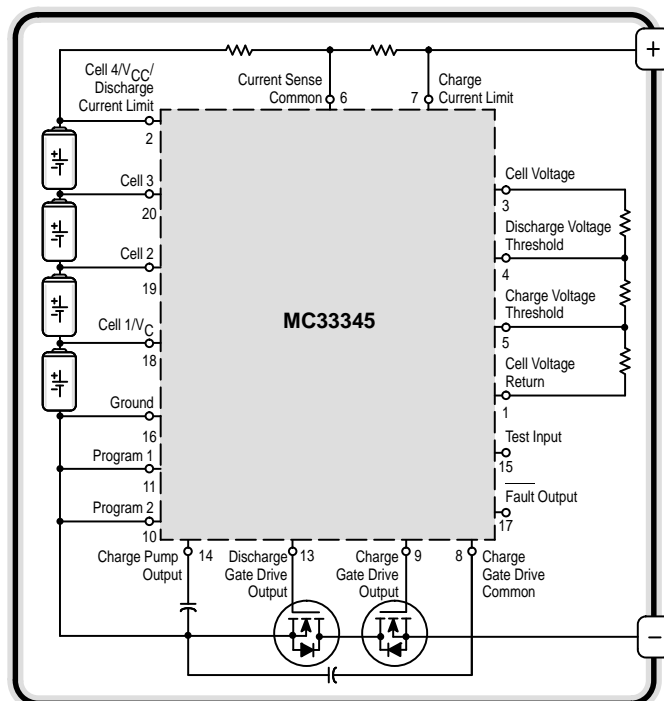 Cell 4/VCC/
Discharge
Current Limit
2
Current Sense
Common
6
Charge
Current Limit
7
+
Cell 3
20
Cell 2
19
Cell 1/VC
18
Ground
16
Program 1
11
Program 2
10
MC33345
Cell Voltage
3
Discharge Voltage
Threshold
4
Charge Voltage
Threshold
5
Cell Voltage
Return
1
Test Input
15
Fault Output
17
Charge Pump
Output
14
Discharge
Gate Drive
Output
13
Charge
Gate Drive
Output
9
8
Charge
Gate Drive
Common
–